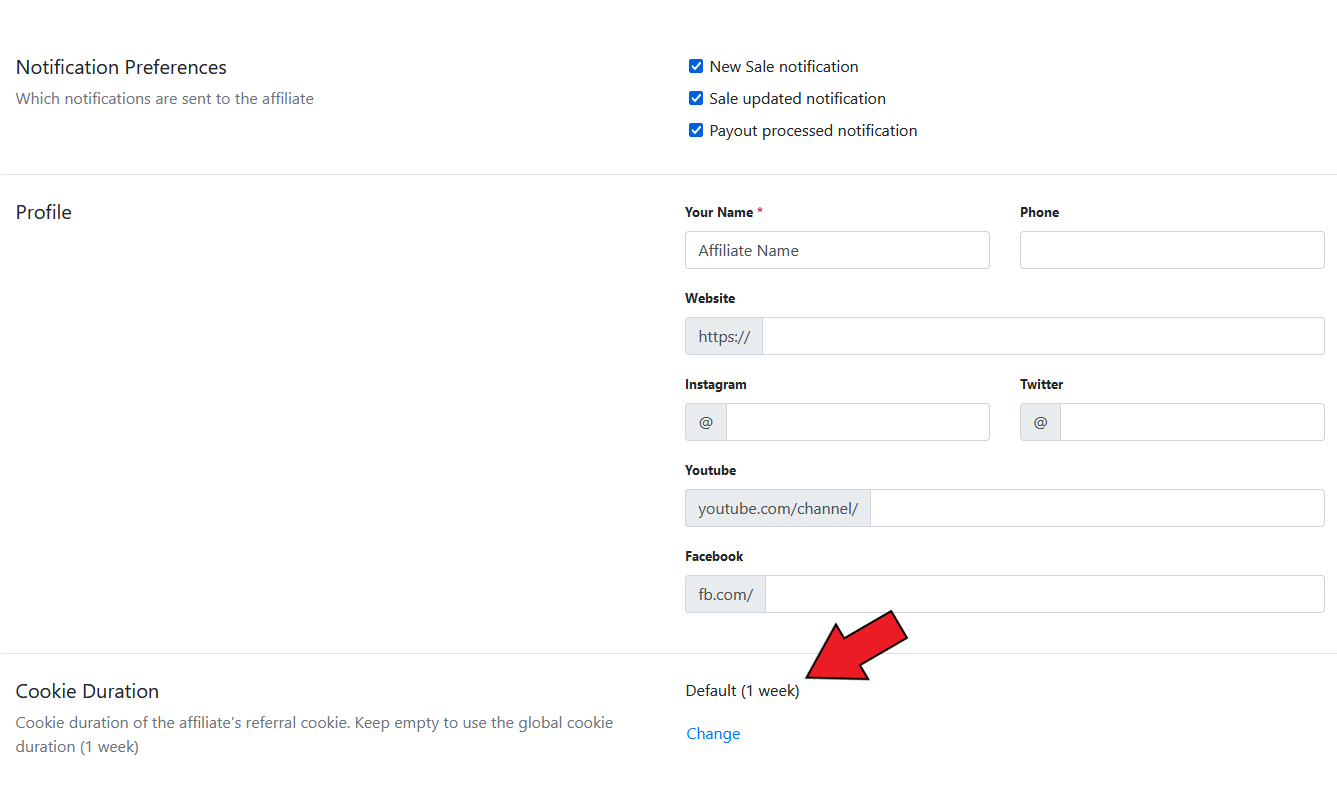 Notification Preferences
Which notifications are sent to the affiliate
New Sale notification
Sale updated notification
Payout processed notification
Profile
Your Name * Phone
Affiliate Name
Website
https://
Instagram Twitter
@ @
Youtube
youtube.com/channel/
Facebook
fb.com/
Cookie Duration
Cookie duration of the affiliate's referral cookie. Keep empty to use the global cookie
duration (1 week)
Default (1 week)
Change